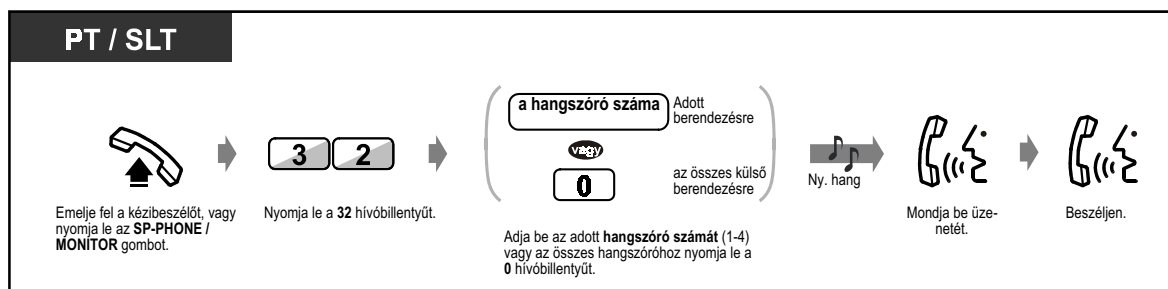 PT / SLT
a hangszóró száma
Adott
berendezésre
vagy
3 2
0
az összes külső
berendezésre
Ny. hang
Emelje fel a kézibeszélőt, vagy
nyomja le az SP-PHONE /
MONITOR gombot.
Nyomja le a 32 hívóbillentyűt.
Adja be az adott hangszóró számát (1-4)
vagy az összes hangszóróhoz nyomja le a
0 hívóbillentyűt.
Mondja be üze-
netét.
Beszéljen.